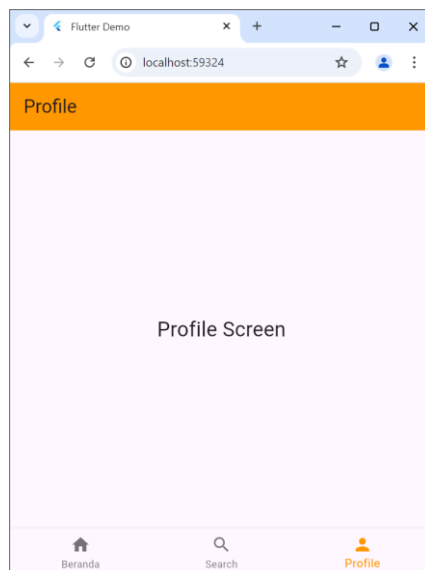 Flutter Demo
localhost:59324
Profile
Profile Screen
Beranda Search Profile